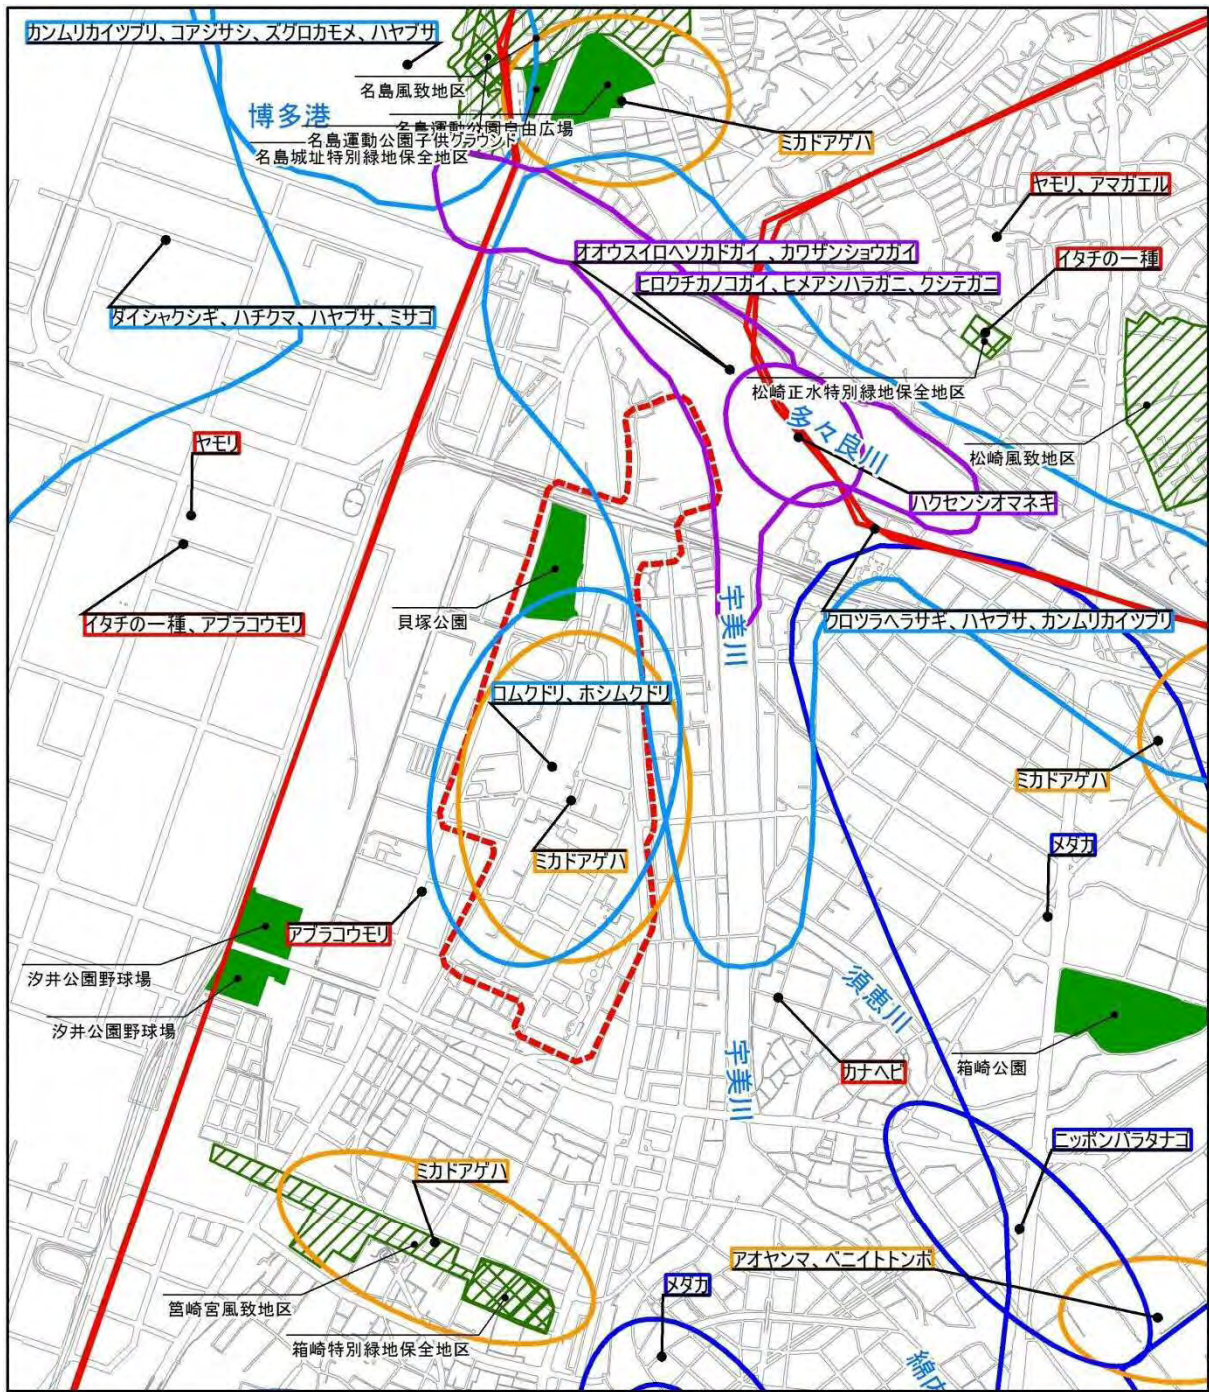 カンムリカイツブリ、コアジサシ、ズグロカモメ、ハヤブサ
名島風致地区
博多港
名島運動公園自由広場
名島運動公園子供グラウンド
名島城址特別緑地保全地区
ミカドアゲハ
ヤモリ、アマガエル
オオウスイロヘソカドガイ、カワザンショウガイ
イタチの一種
ヒロクチカノコガイ、ヒメアシハラガニ、クシテガニ
ダイシャクシギ、ハチクマ、ハヤブサ、ミサゴ
松崎正水特別緑地保全地区
多々良川
ヤモリ
松崎風致地区
ハクセンシオマネキ
宇美川
貝塚公園
イタチの一種、アブラコウモリ
クロツラヘラサギ、ハヤブサ、カンムリカイツブリ
コムクドリ、ホシムクドリ
ミカドアゲハ
メダカ
ミカドアゲハ
アブラコウモリ
汐井公園野球場
須恵川
汐井公園野球場
宇美川
カナヘビ
箱崎公園
ニッポンバラタナゴ
ミカドアゲハ
アオヤンマ、ベニイトトンボ
メダカ
筥崎宮風致地区
箱崎特別緑地保全地区
綿内